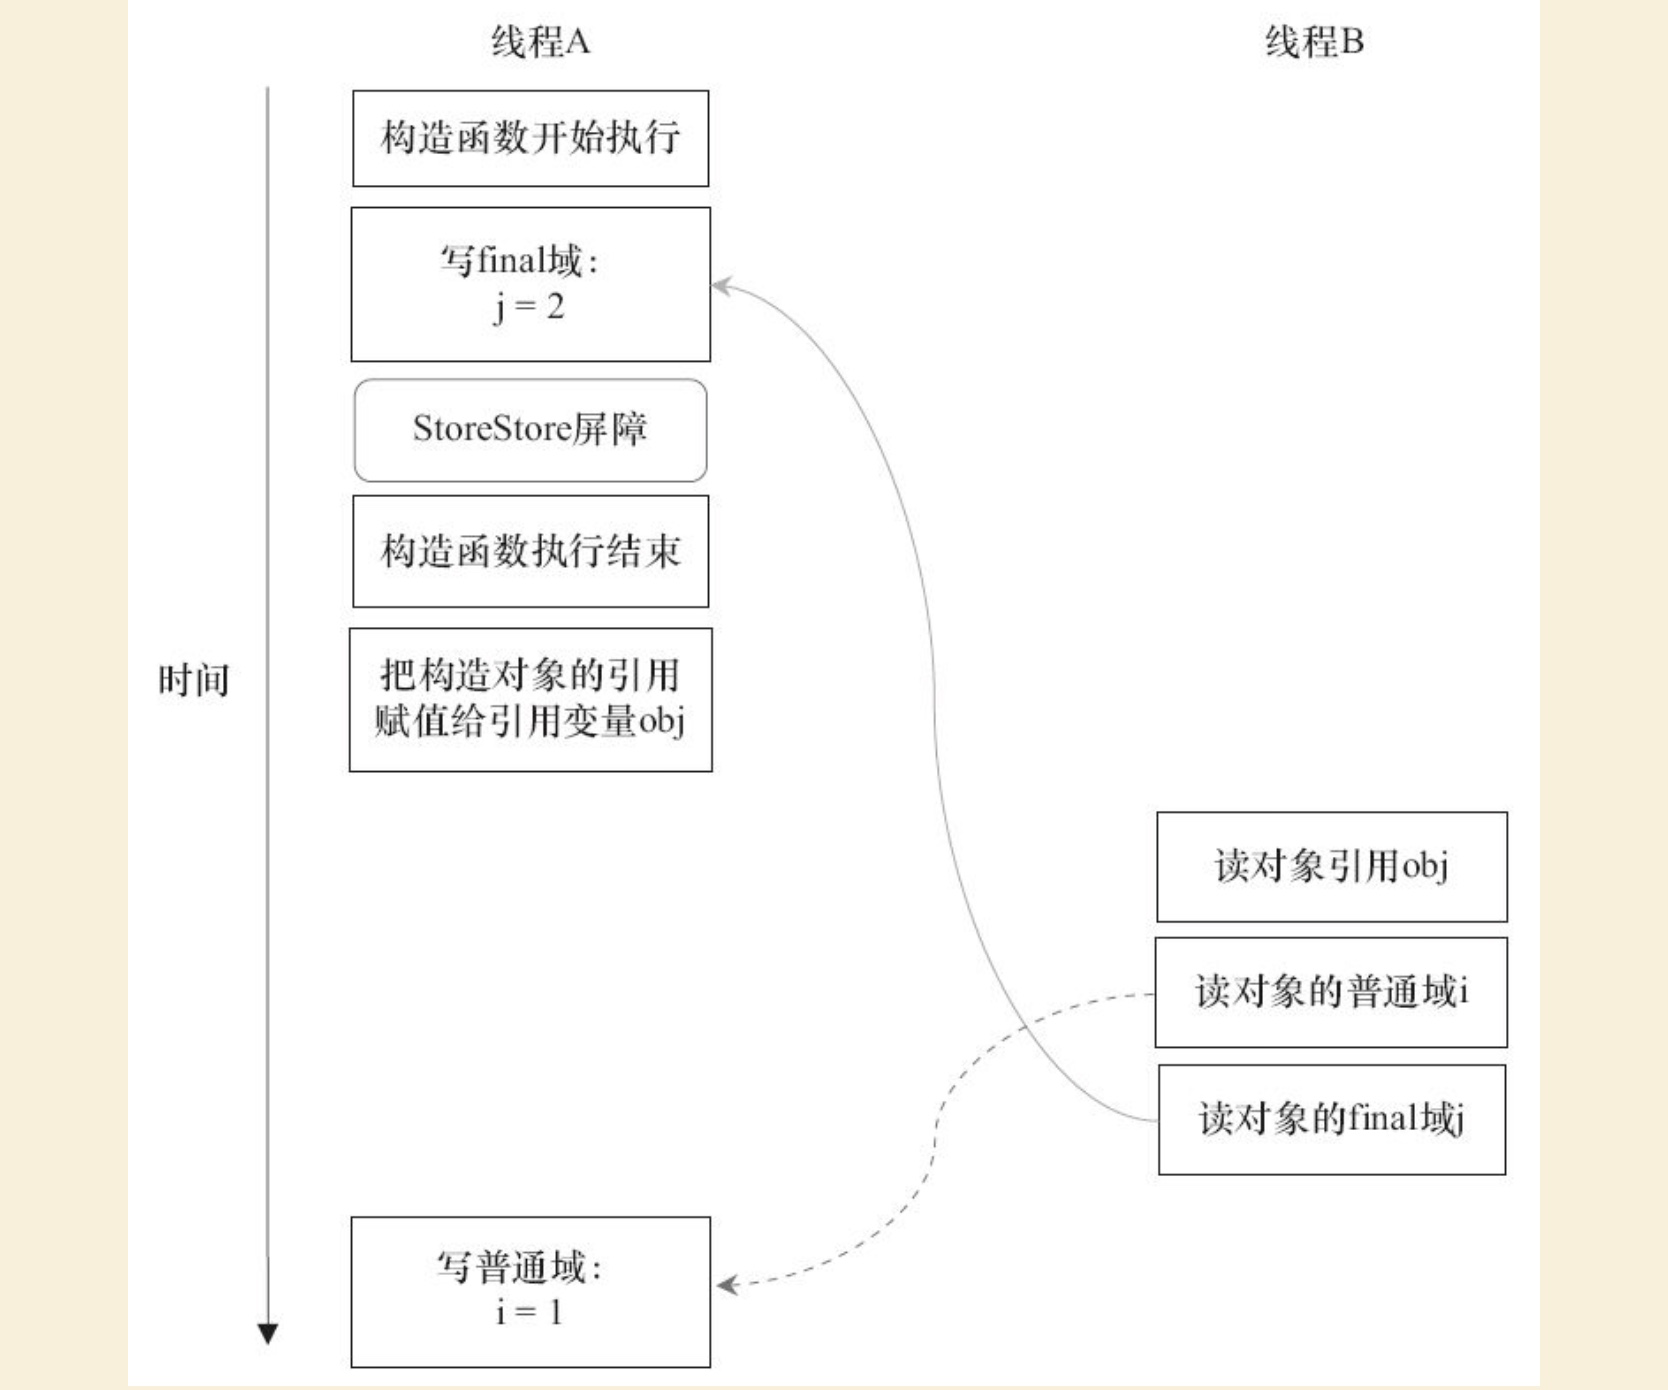 线程A
线程B
构造函数开始执行
写final域：
j = 2
StoreStore屏障
构造函数执行结束
时间
把构造对象的引用
赋值给引用变量obj
读对象引用obj
读对象的普通域i
读对象的final域j
写普通域：
i = 1